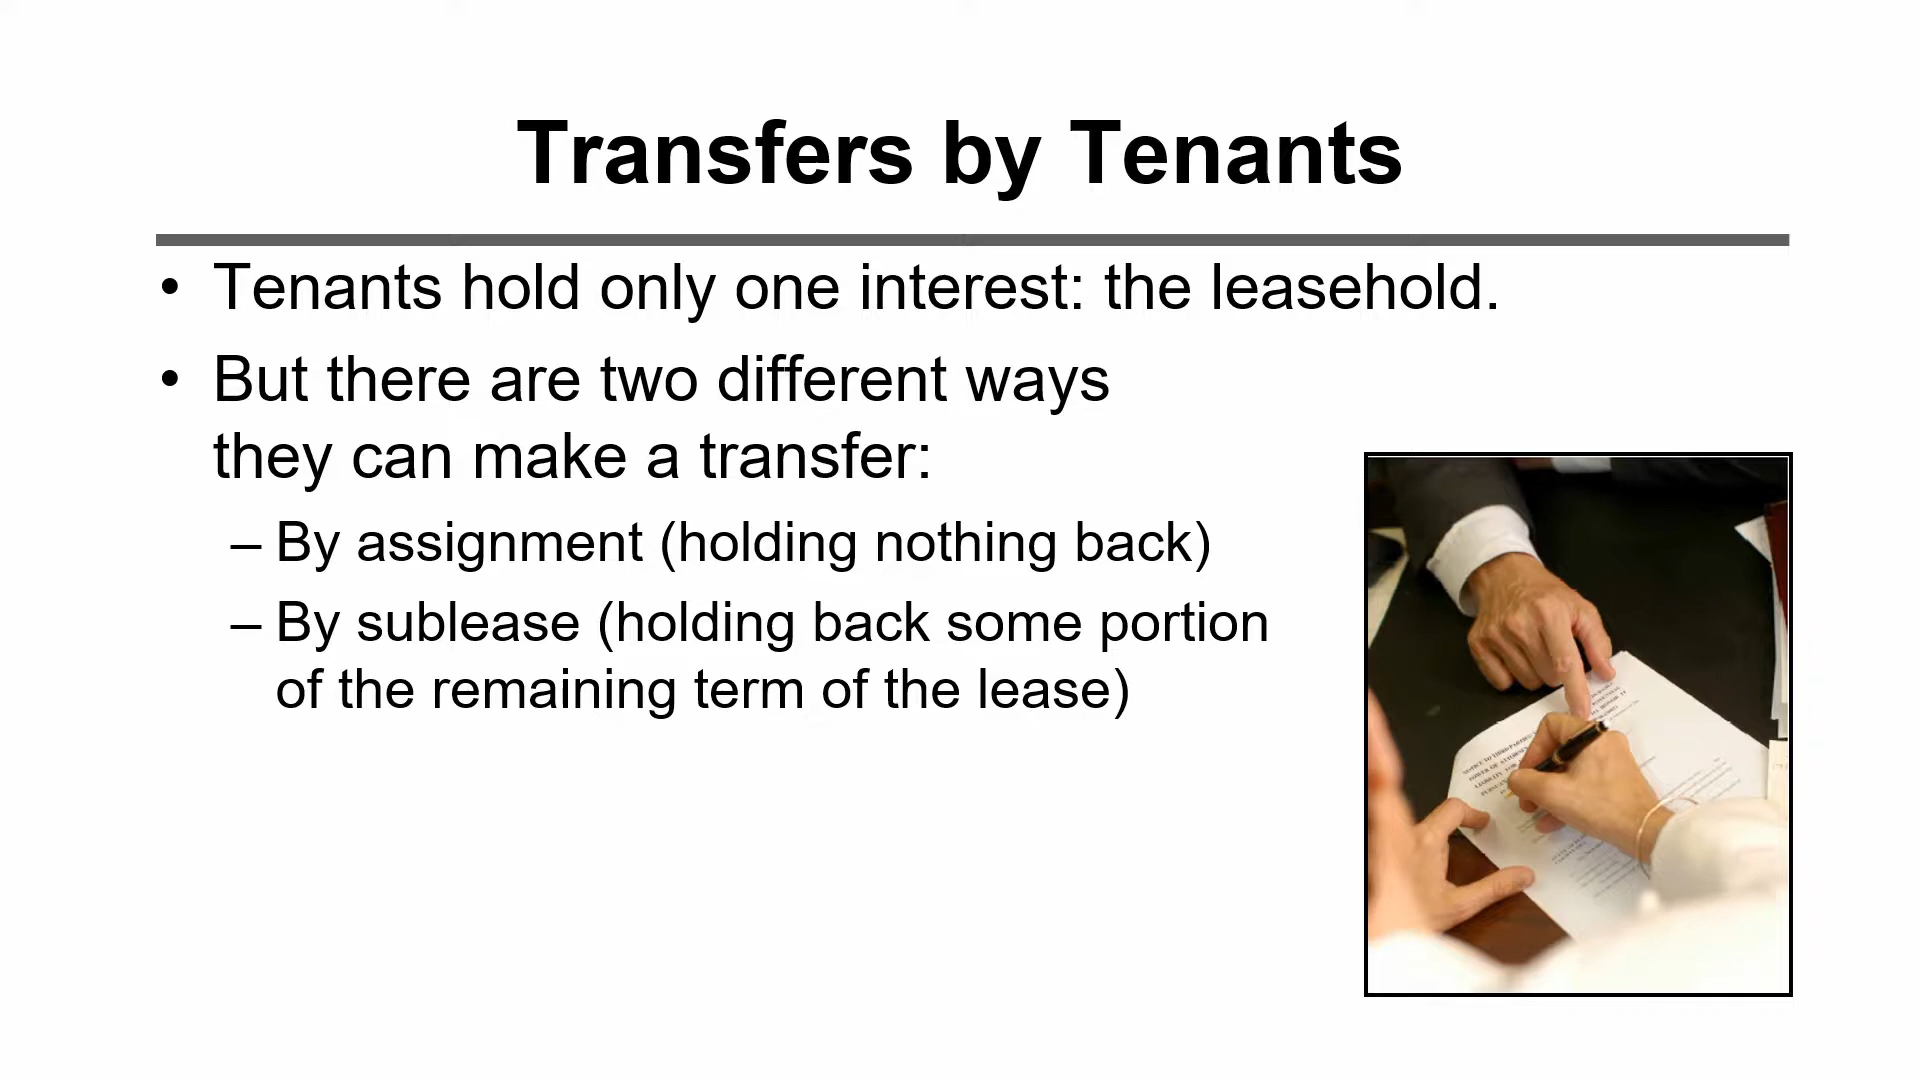 Transfers by Tenants
• Tenants hold only one interest: the leasehold.
• But there are two different ways
they can make a transfer:
– By assignment (holding nothing back)
– By sublease (holding back some portion
of the remaining term of the lease)